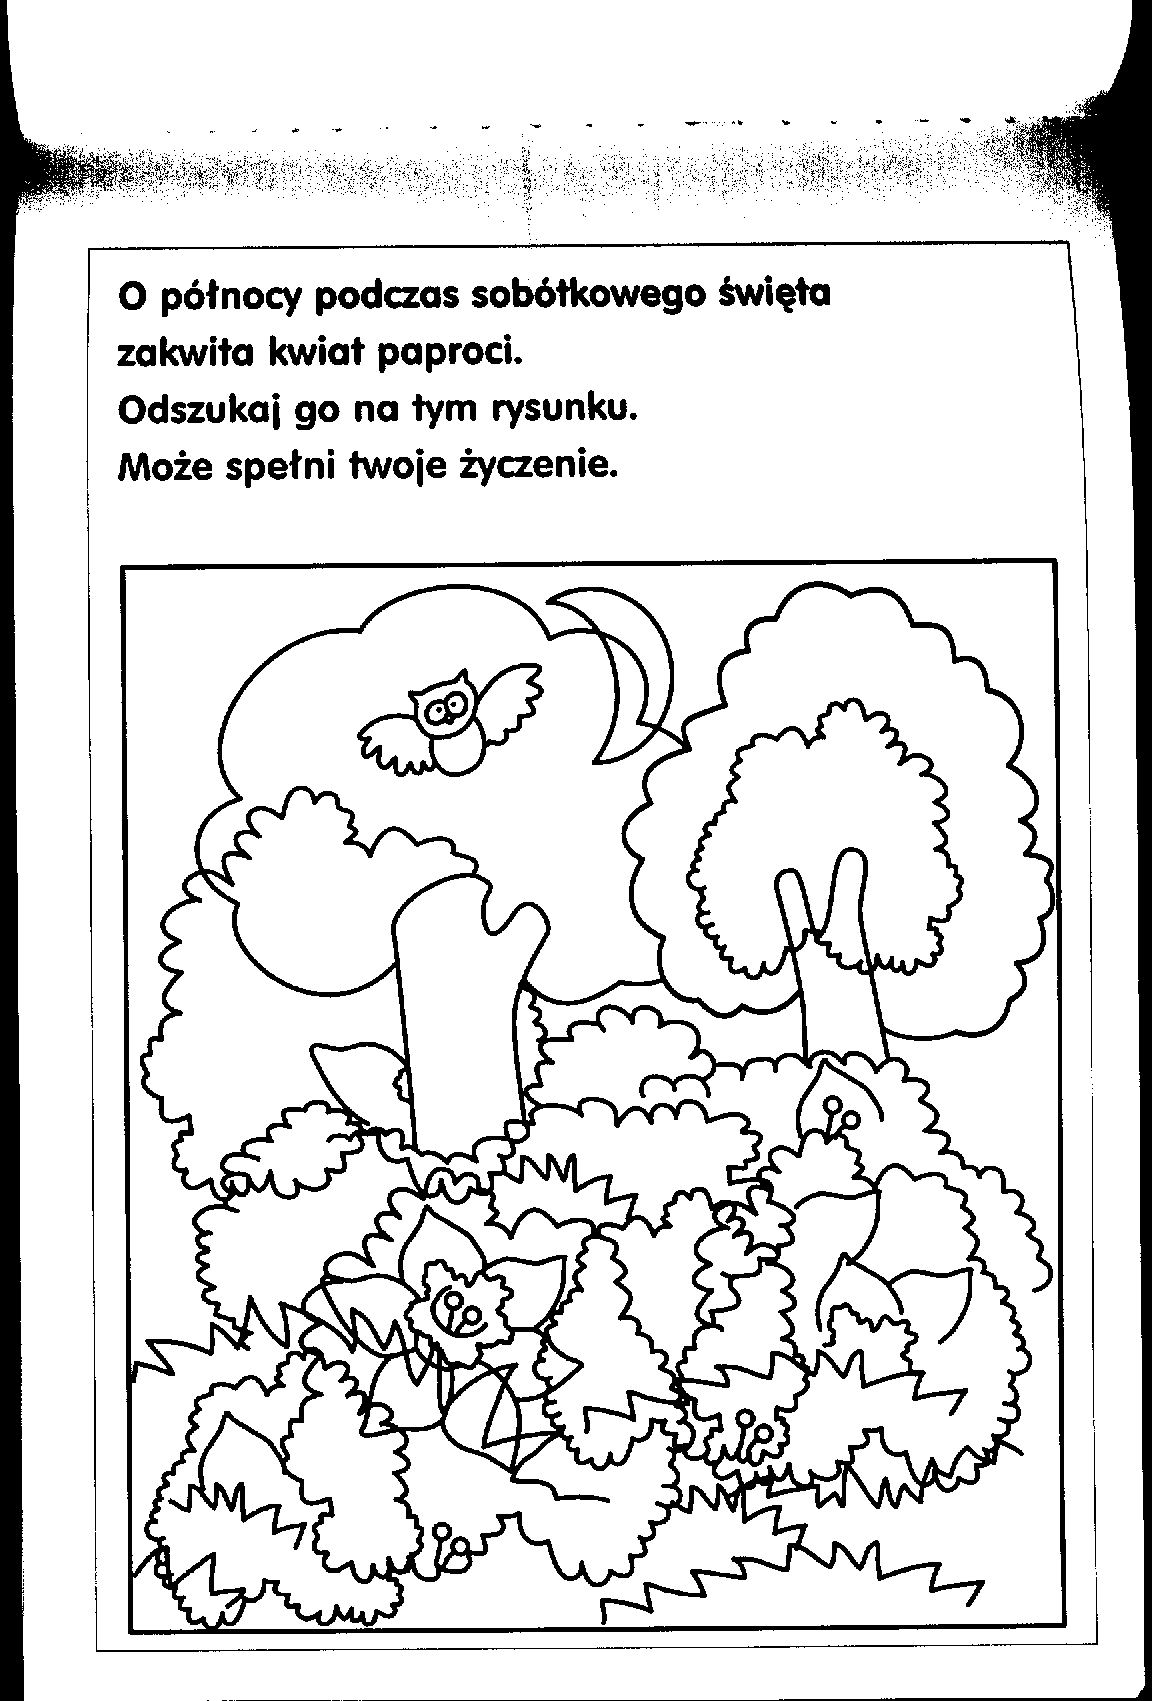 O północy podczas sobótkowego święta
zakwita kwiat paproci.
Odszukaj go na tym rysunku.
Może spełni twoje życzenie.